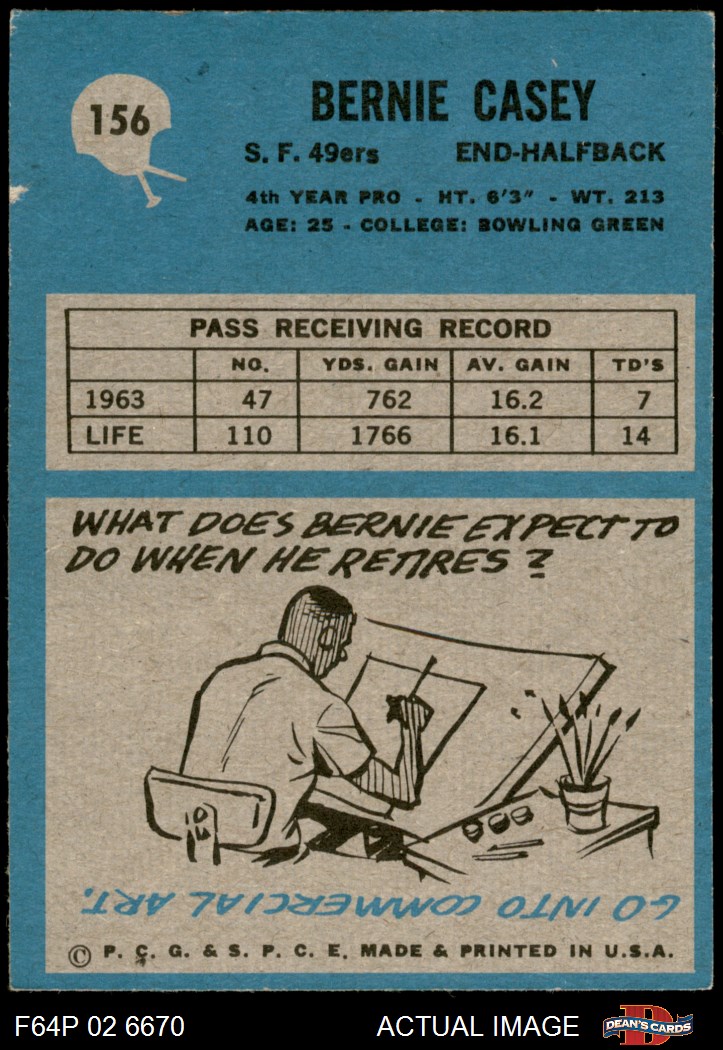 156
BERNIE CASEY
S. F. 49ers END-HALFBACK
4th YEAR PRO - HT. 6'3" - WT. 213
AGE: 25 - COLLEGE: BOWLING GREEN
PASS RECEIVING RECORD
NO. YDS. GAIN AV. GAIN TD'S
1963 47 762 16.2 7
LIFE 110 1766 16.1 14
WHAT DOES BERNIE EXPECT TO
DO WHEN HE RETIRES?
GO INTO COMMERCIAL ART.
© P. C. G. & S. P. C. E. MADE & PRINTED IN U.S.A.
F64P 02 6670 ACTUAL IMAGE D DEAN'S CARDS